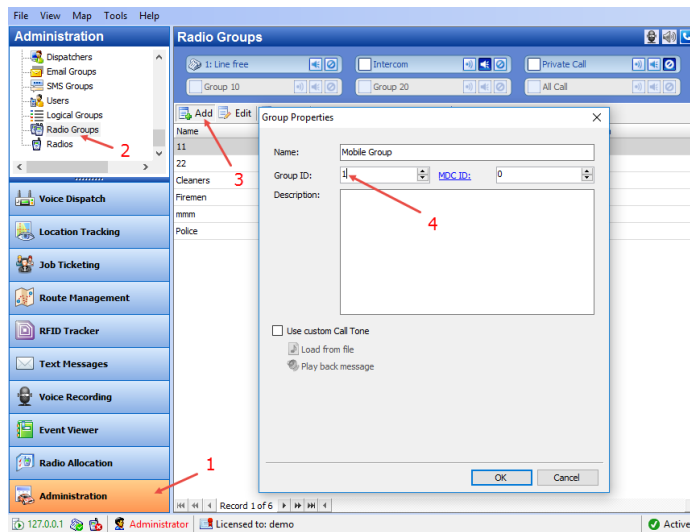 File View Map Tools Help
Administration
Radio Groups
Dispatchers
Email Groups
SMS Groups
Users
Logical Groups
Radio Groups
Radios
2
1: Line free
Intercom
Private Call
Group 10
Group 20
All Call
Add Edit
Name
11
22
Cleaners
Firemen
mmm
Police
3
Group Properties
Name: Mobile Group
Group ID: 1 MDC ID: 0
Description:
4
Use custom Call Tone
Load from file
Play back message
OK Cancel
Voice Dispatch
Location Tracking
Job Ticketing
Route Management
RFID Tracker
Text Messages
Voice Recording
Event Viewer
Radio Allocation
Administration
1
Record 1 of 6
127.0.0.1 Administrator Licensed to: demo Active